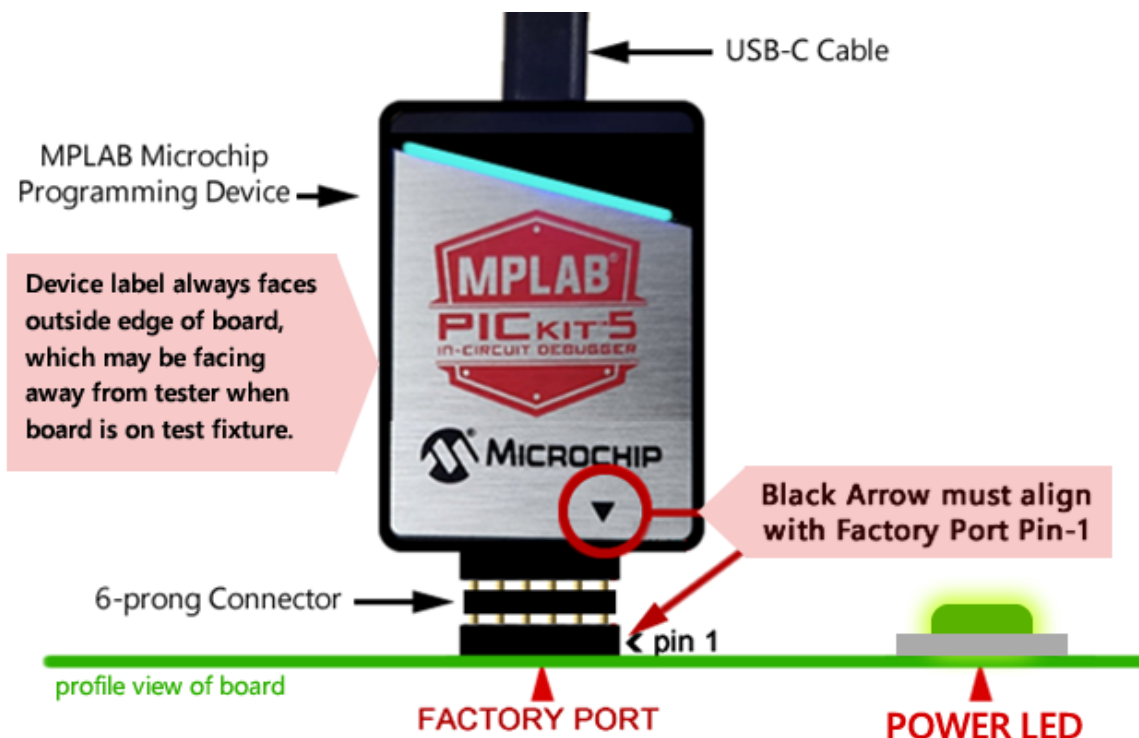 USB-C Cable
MPLAB Microchip
Programming Device
Device label always faces
outside edge of board,
which may be facing
away from tester when
board is on test fixture.
MPLAB®
PICKIT™5
IN-CIRCUIT DEBUGGER
MICROCHIP
Black Arrow must align
with Factory Port Pin-1
6-prong Connector
pin 1
profile view of board
FACTORY PORT
POWER LED